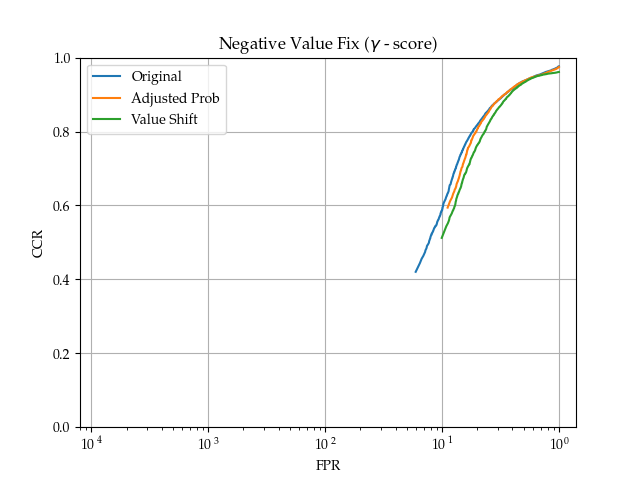 Negative Value Fix (γ - score)
Original
Adjusted Prob
Value Shift
CCR
1.0
0.8
0.6
0.4
0.2
0.0
10⁴ 10³ 10² 10¹ 10⁰
FPR